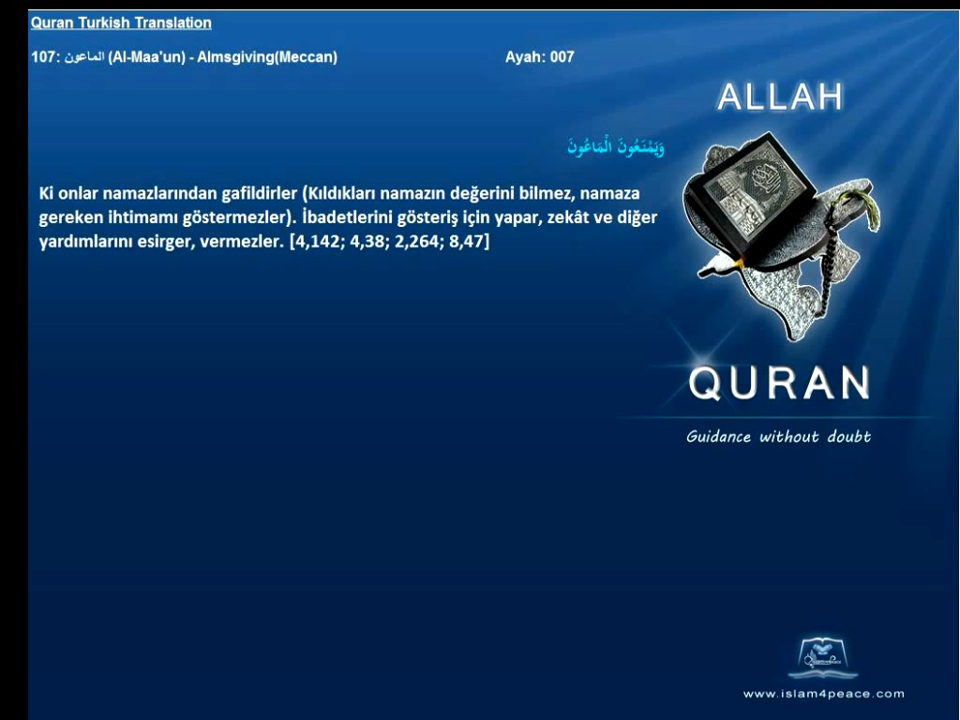 Quran Turkish Translation
107: الماعون (Al-Maa'un) - Almsgiving(Meccan) Ayah: 007
ALLAH
وَيَمْنَعُونَ الْمَاعُونَ
Ki onlar namazlarından gafildirler (Kıldıkları namazın değerini bilmez, namaza
gereken ihtimamı göstermezler). İbadetlerini gösteriş için yapar, zekât ve diğer
yardımlarını esirger, vermezler. [4,142; 4,38; 2,264; 8,47]
QURAN
Guidance without doubt
www.islam4peace.com